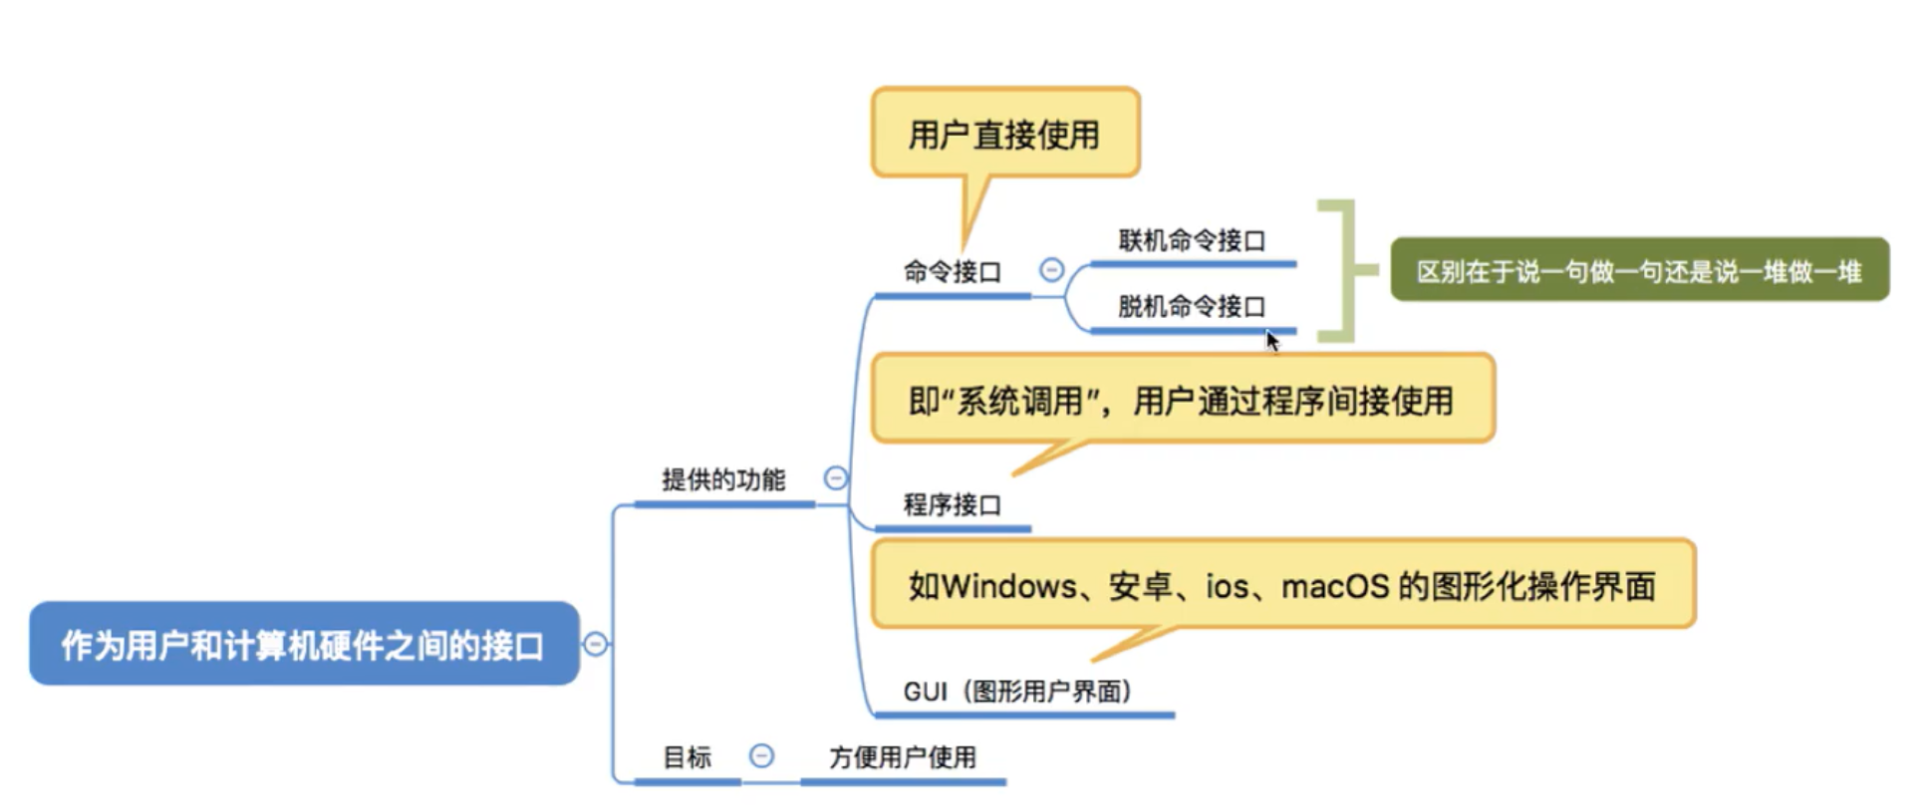 用户直接使用
联机命令接口
命令接口
区别在于说一句做一句还是说一堆做一堆
脱机命令接口
即“系统调用”，用户通过程序间接使用
提供的功能
程序接口
如Windows、安卓、ios、macOS 的图形化操作界面
作为用户和计算机硬件之间的接口
GUI（图形用户界面）
目标
方便用户使用